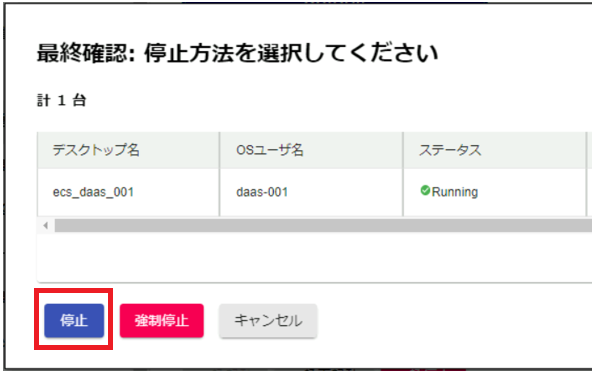 最終確認: 停止方法を選択してください
計 1 台
デスクトップ名 OSユーザ名 ステータス
ecs_daas_001 daas-001 Running
停止 強制停止 キャンセル